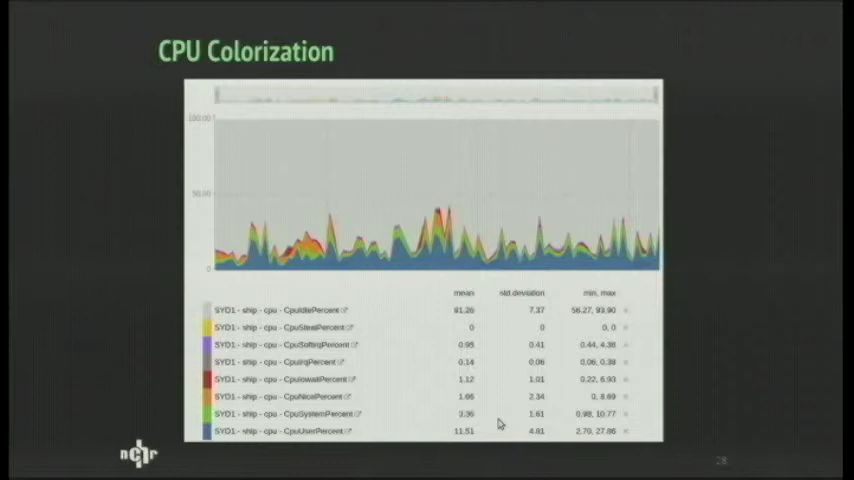 CPU Colorization
100.00
50.00
0
mean std.deviation min, max
SYD1 - ship - cpu - CpuIdlePercent 81.26 7.37 56.27, 93.90
SYD1 - ship - cpu - CpuStealPercent 0 0 0, 0
SYD1 - ship - cpu - CpuSoftirqPercent 0.95 0.41 0.44, 4.36
SYD1 - ship - cpu - CpuIrqPercent 0.14 0.06 0.06, 0.38
SYD1 - ship - cpu - CpuIowaitPercent 1.12 1.01 0.22, 6.93
SYD1 - ship - cpu - CpuNicePercent 1.66 2.34 0, 8.69
SYD1 - ship - cpu - CpuSystemPercent 3.36 1.61 0.98, 10.77
SYD1 - ship - cpu - CpuUserPercent 11.51 4.81 2.70, 27.86
28